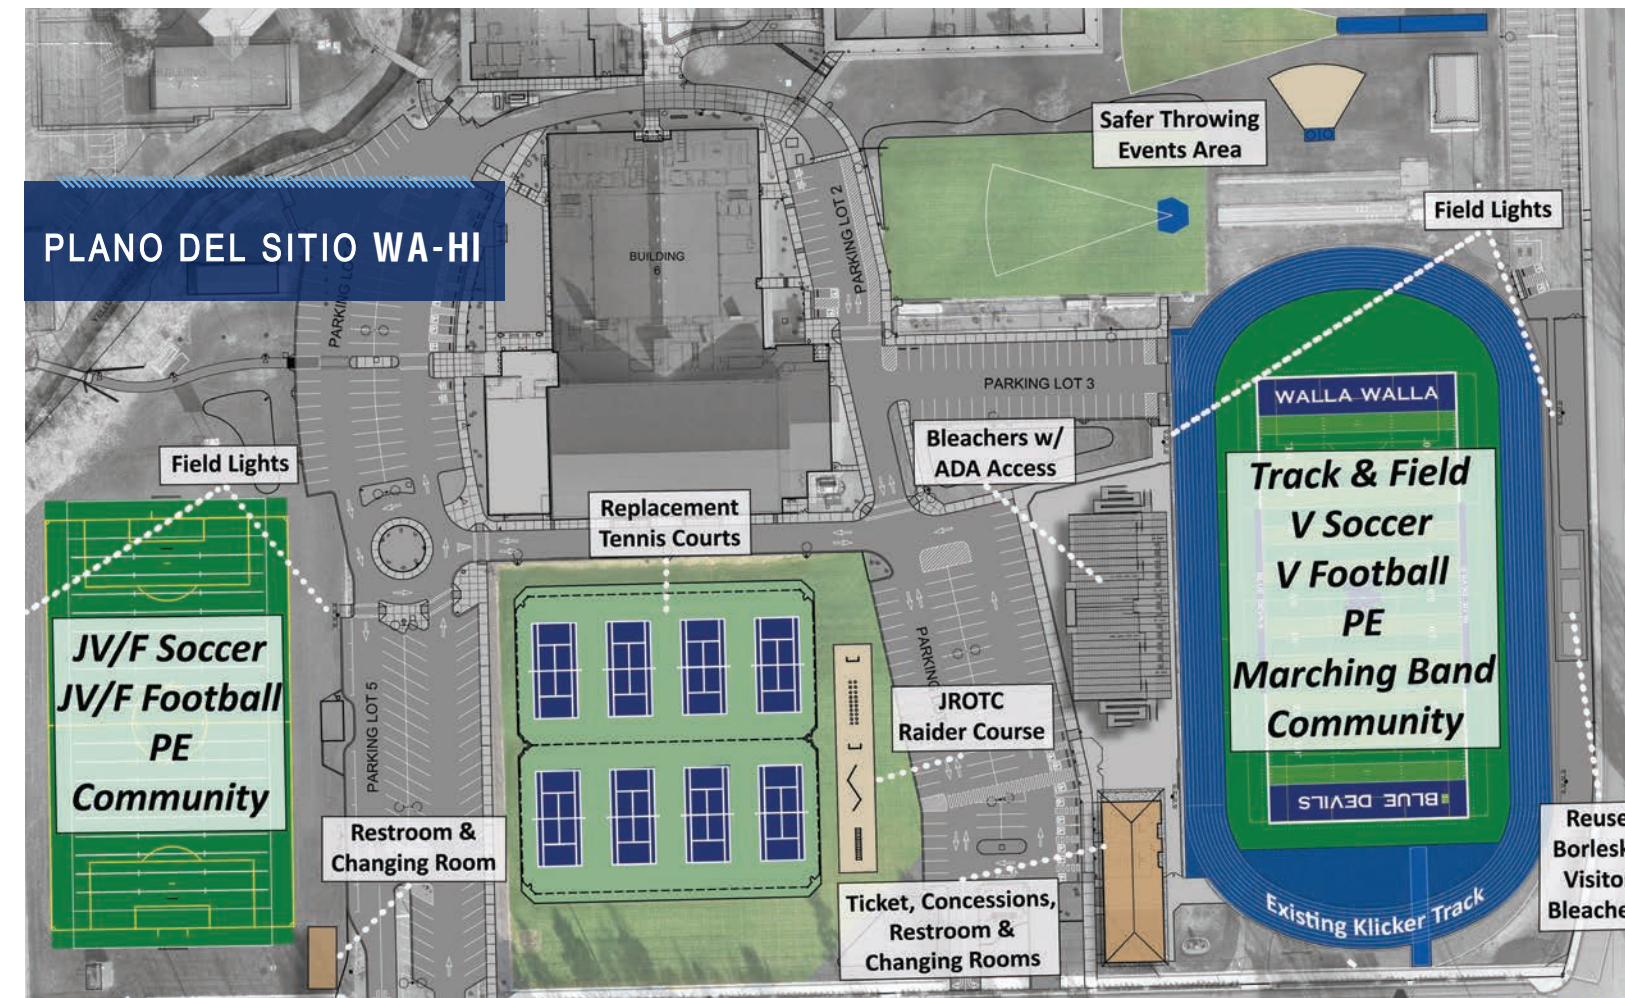 Safer Throwing
Events Area
Field Lights
PLANO DEL SITIO WA-HI
PARKING LOT 2
BUILDING
6
PARKING LO
PARKING LOT 3
WALLA WALLA
Bleachers w/
ADA Access
Field Lights
Track & Field
V Soccer
V Football
PE
Marching Band
Community
Replacement
Tennis Courts
JV/F Soccer
JV/F Football
PE
Community
PARKING LOT 5
PARKING
JROTC
Raider Course
BLUE DEVILS
Restroom &
Changing Room
Reuse
Borlesk
Visito
Bleache
Ticket, Concessions,
Restroom &
Changing Rooms
Existing Klicker Track